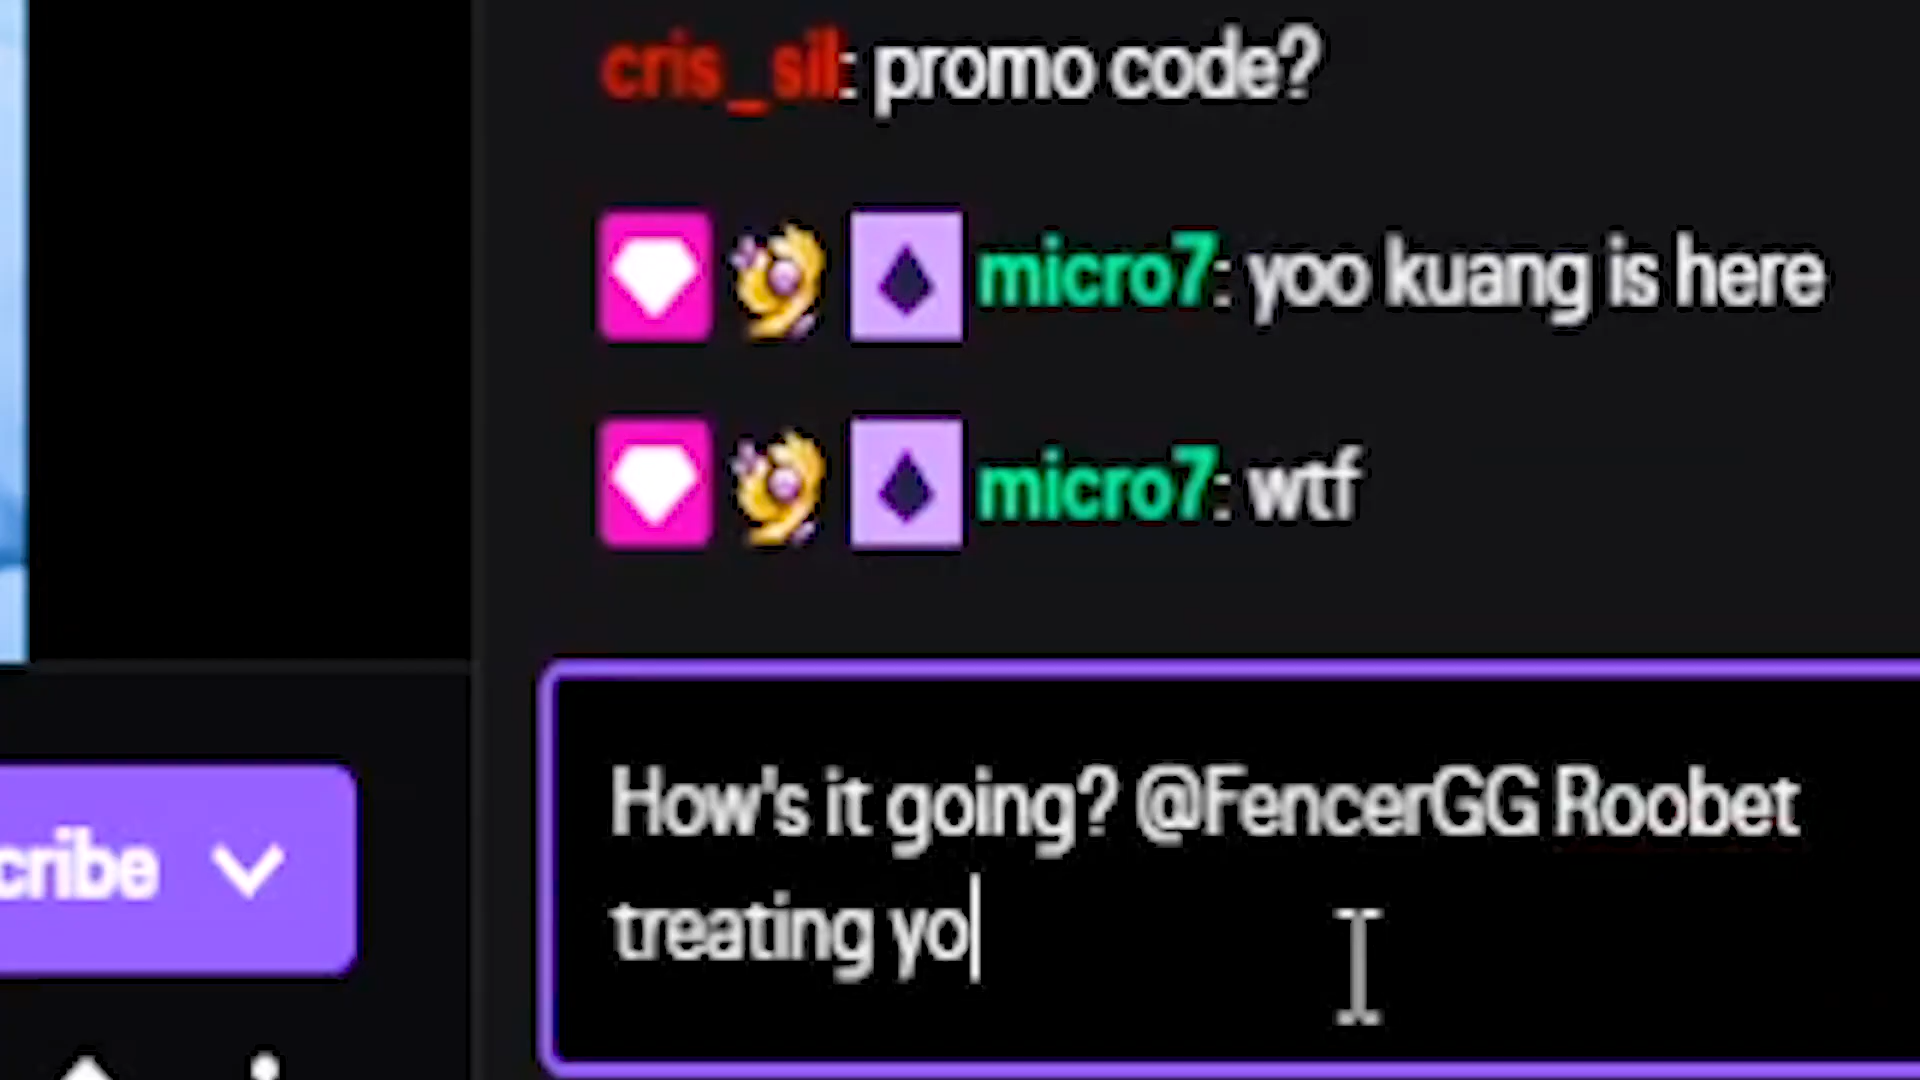 cris_sil: promo code?
micro7: yoo kuang is here
micro7: wtf
cribe
How's it going? @FencerGG Roobet
treating yo